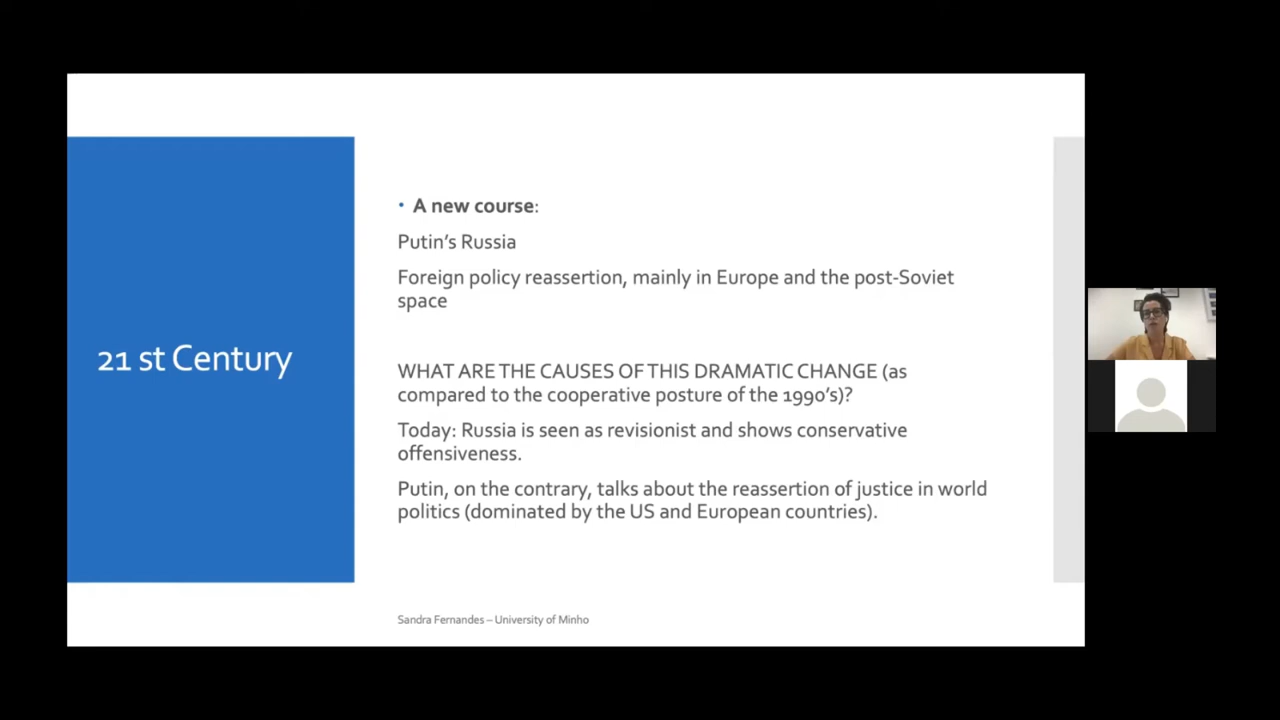 21 st Century
• A new course:
Putin's Russia
Foreign policy reassertion, mainly in Europe and the post-Soviet
space
WHAT ARE THE CAUSES OF THIS DRAMATIC CHANGE (as
compared to the cooperative posture of the 1990's)?
Today: Russia is seen as revisionist and shows conservative
offensiveness.
Putin, on the contrary, talks about the reassertion of justice in world
politics (dominated by the US and European countries).
Sandra Fernandes – University of Minho